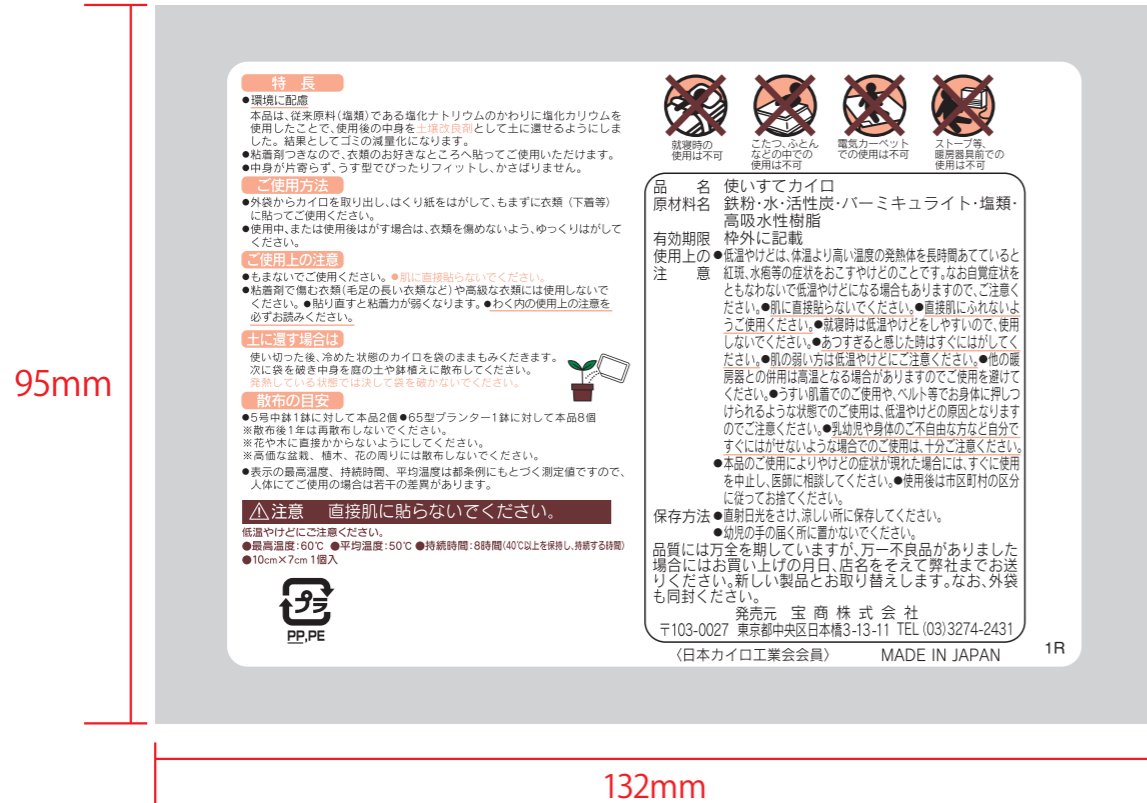 95mm
特 長
●環境に配慮
本品は、従来原料(塩類)である塩化ナトリウムのかわりに塩化カリウムを
使用したことで、使用後の中身を土壌改良剤として土に還せるようにしま
した。結果としてゴミの減量化になります。
●粘着剤つきなので、衣類のお好きなところへ貼ってご使用いただけます。
●中身が片寄らず、うす型でぴったりフィットし、かさばりません。
ご使用方法
●外袋からカイロを取り出し、はくり紙をはがして、もまずに衣類(下着等)
に貼ってご使用ください。
●使用中、または使用後はがす場合は、衣類を傷めないよう、ゆっくりはがして
ください。
ご使用上の注意
●もまないでご使用ください。●肌に直接貼らないでください。
●粘着剤で傷む衣類(毛足の長い衣類など)や高級な衣類には使用しないで
ください。●貼り直すと粘着力が弱くなります。●わく内の使用上の注意を
必ずお読みください。
土に還す場合は
使い切った後、冷めた状態のカイロを袋のままもみくだきます。
次に袋を破き中身を庭の土や鉢植えに散布してください。
発熱している状態では決して袋を破かないでください。
散布の目安
●5号中鉢1鉢に対して本品2個●65型プランター1鉢に対して本品8個
※散布後1年は再散布しないでください。
※花や木に直接かからないようにしてください。
※高価な盆栽、植木、花の周りには散布しないでください。
●表示の最高温度、持続時間、平均温度は都条例にもとづく測定値ですので、
人体にてご使用の場合は若干の差異があります。
⚠注意 直接肌に貼らないでください。
低温やけどにご注意ください。
●最高温度:60℃ ●平均温度:50℃ ●持続時間:8時間(40℃以上を保持し、持続する時間)
●10cm×7cm 1個入
プラ
PP,PE
就寝時の
使用は不可
こたつ、ふとん
などの中での
使用は不可
電気カーペット
での使用は不可
ストーブ等、
暖房器具前での
使用は不可
品 名 使いすてカイロ
原材料名 鉄粉・水・活性炭・バーミキュライト・塩類・
高吸水性樹脂
有効期限 枠外に記載
使用上の●低温やけどは、体温より高い温度の発熱体を長時間あてていると
注 意 紅斑、水疱等の症状をおこすやけどのことです。なお自覚症状を
ともなわないで低温やけどになる場合もありますので、ご注意く
ださい。●肌に直接貼らないでください。●直接肌にふれないよ
うご使用ください。●就寝時は低温やけどをしやすいので、使用
しないでください。●あつすぎると感じた時はすぐにはがしてく
ださい。●肌の弱い方は低温やけどにご注意ください。●他の暖
房器との併用は高温となる場合がありますのでご使用を避けて
ください。●うすい肌着でのご使用や、ベルト等でお身体に押しつ
けられるような状態でのご使用は、低温やけどの原因となります
のでご注意ください。●乳幼児や身体のご不自由な方など自分で
すぐにはがせないような場合でのご使用は、十分ご注意ください。
●本品のご使用によりやけどの症状が現れた場合には、すぐに使用
を中止し、医師に相談してください。●使用後は市区町村の区分
に従ってお捨てください。
保存方法●直射日光をさけ、涼しい所に保存してください。
●幼児の手の届く所に置かないでください。
品質には万全を期していますが、万一不良品がありました
場合にはお買い上げの月日、店名をそえて弊社までお送
りください。新しい製品とお取り替えします。なお、外袋
も同封ください。
発売元 宝商株式会社
〒103-0027 東京都中央区日本橋3-13-11 TEL (03)3274-2431
〈日本カイロ工業会会員〉 MADE IN JAPAN
1R
132mm